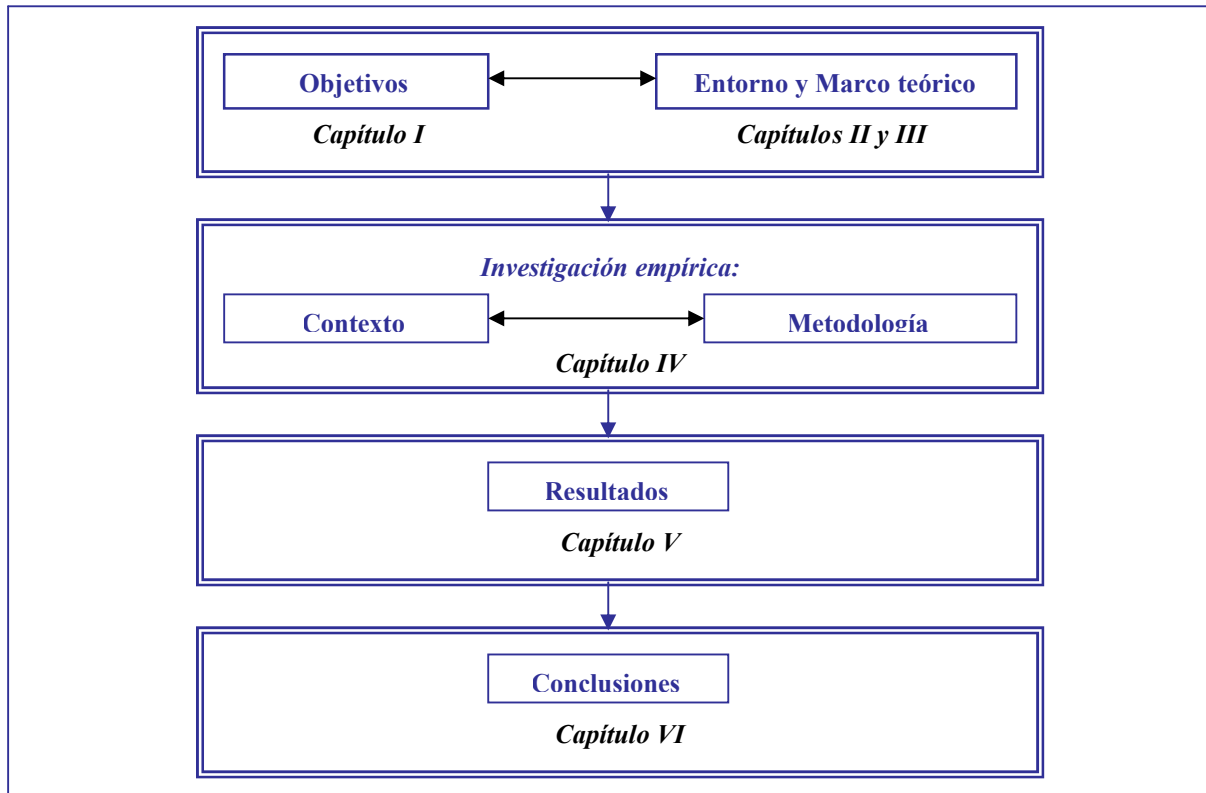 Objetivos
Entorno y Marco teórico
Capítulo I
Capítulos II y III
Investigación empírica:
Contexto
Metodología
Capítulo IV
Resultados
Capítulo V
Conclusiones
Capítulo VI